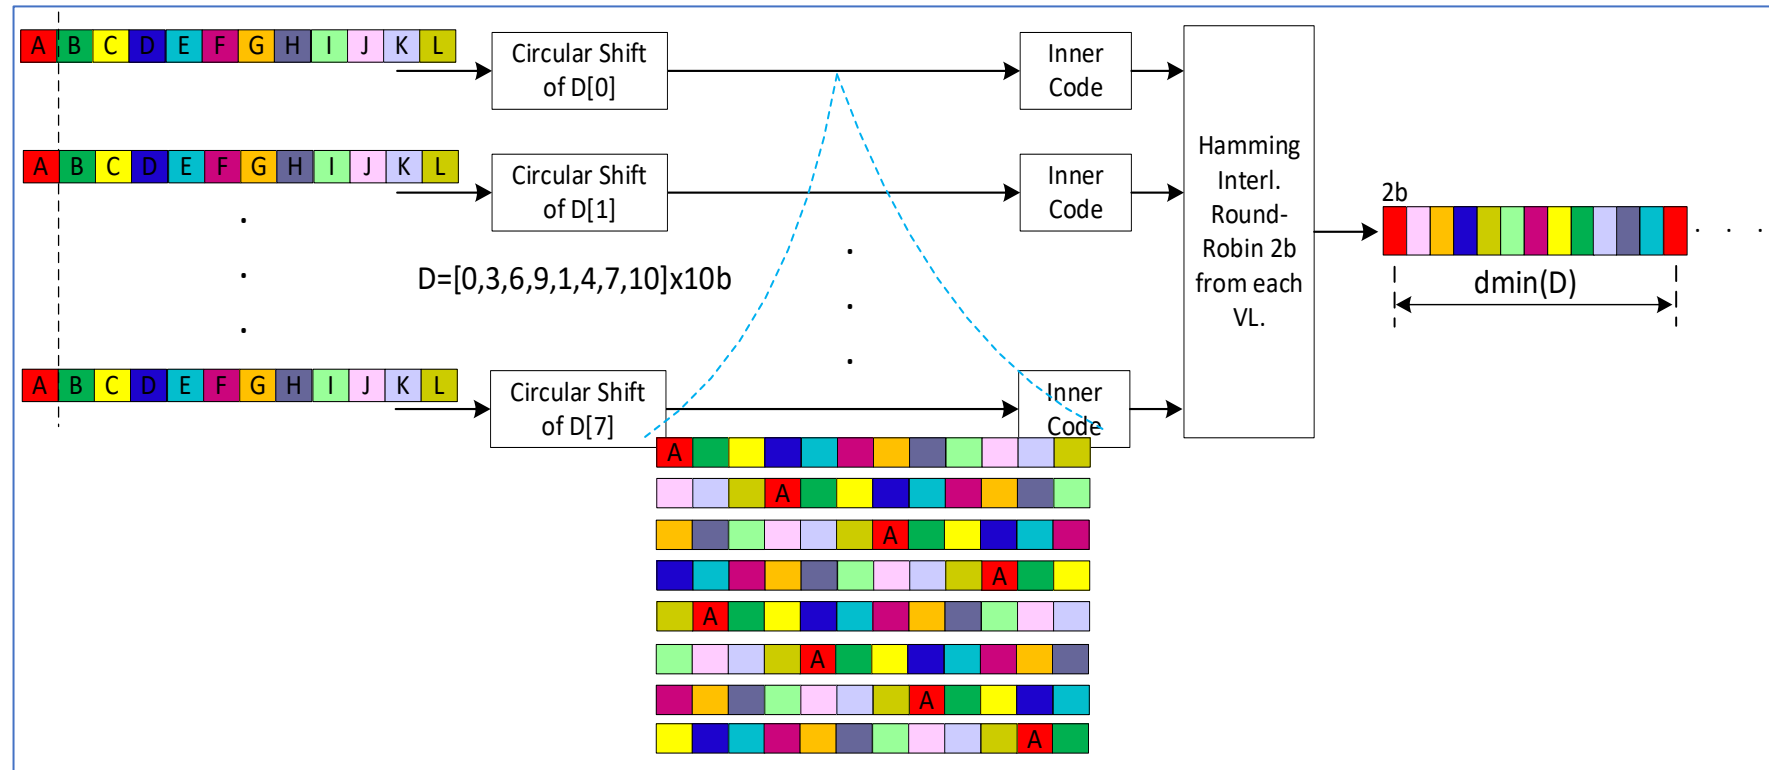 A B C D E F G H I J K L
Circular Shift
of D[0]
Inner
Code
A B C D E F G H I J K L
Circular Shift
of D[1]
Inner
Code
Hamming
Interl.
Round-
Robin 2b
from each
VL.
2b
dmin(D)
. . .
D=[0,3,6,9,1,4,7,10]x10b
A B C D E F G H I J K L
Circular Shift
of D[7]
Inner
Code
A
A
A
A
A
A
A
A